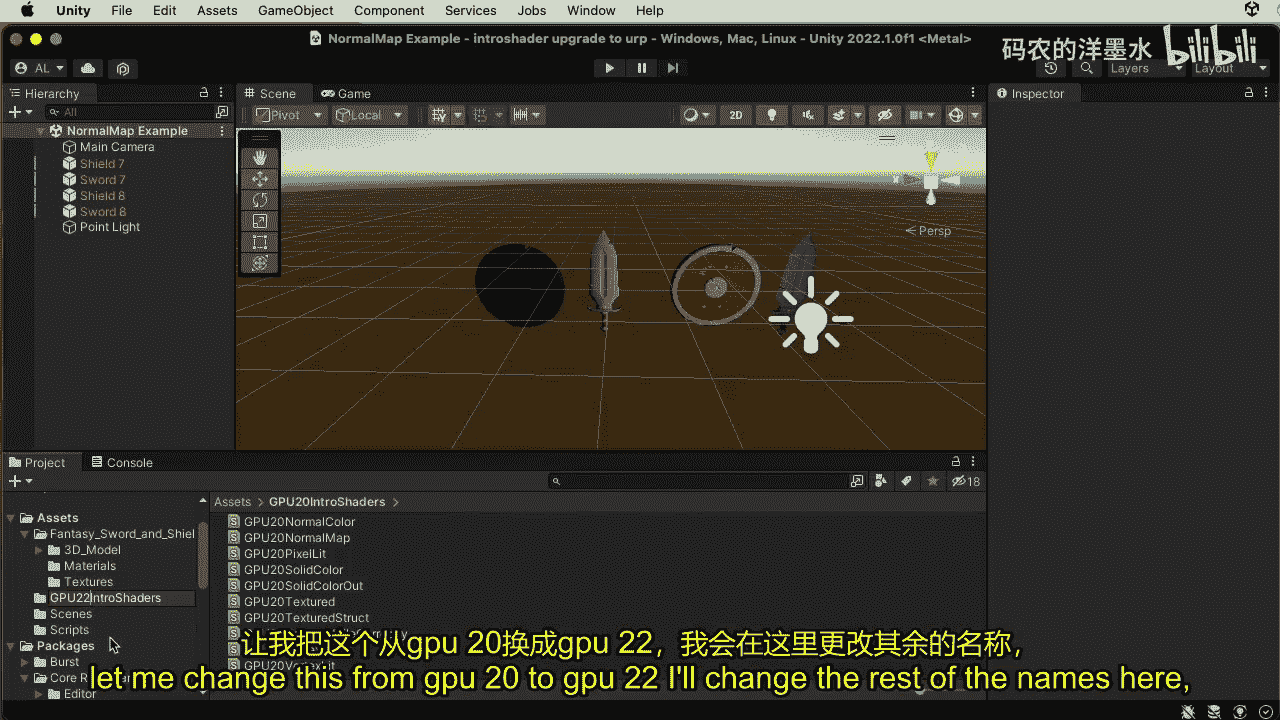 Unity File Edit Assets GameObject Component Services Jobs Window Help
NormalMap Example - introshader upgrade to urp - Windows, Mac, Linux - Unity 2022.1.0f1 <Metal>
码农的洋墨水 bilibili
AL Layers Layout
Hierarchy
Scene Game
Inspector
All
Pivot Local 2D
NormalMap Example
Main Camera
Shield 7
Sword 7
Shield 8
Sword 8
Point Light
x
Persp
Project Console
18
Assets > GPU20IntroShaders >
Assets
Fantasy_Sword_and_Shiel
3D_Model
Materials
Textures
GPU22IntroShaders
Scenes
Scripts
Packages
Burst
Core R
Editor
GPU20NormalColor
GPU20NormalMap
GPU20PixelLit
GPU20SolidColor
GPU20SolidColorOut
GPU20Textured
GPU20TexturedStruct
GPU20VertexLit
让我把这个从gpu 20换成gpu 22，我会在这里更改其余的名称，
let me change this from gpu 20 to gpu 22 I'll change the rest of the names here,